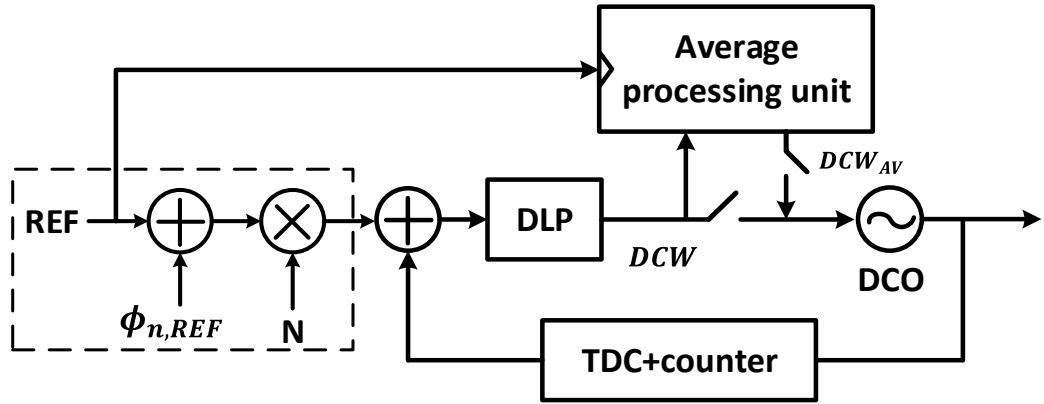 Average
processing unit
DCW_AV
REF
DLP
DCW
DCO
ϕ_n,REF
N
TDC+counter